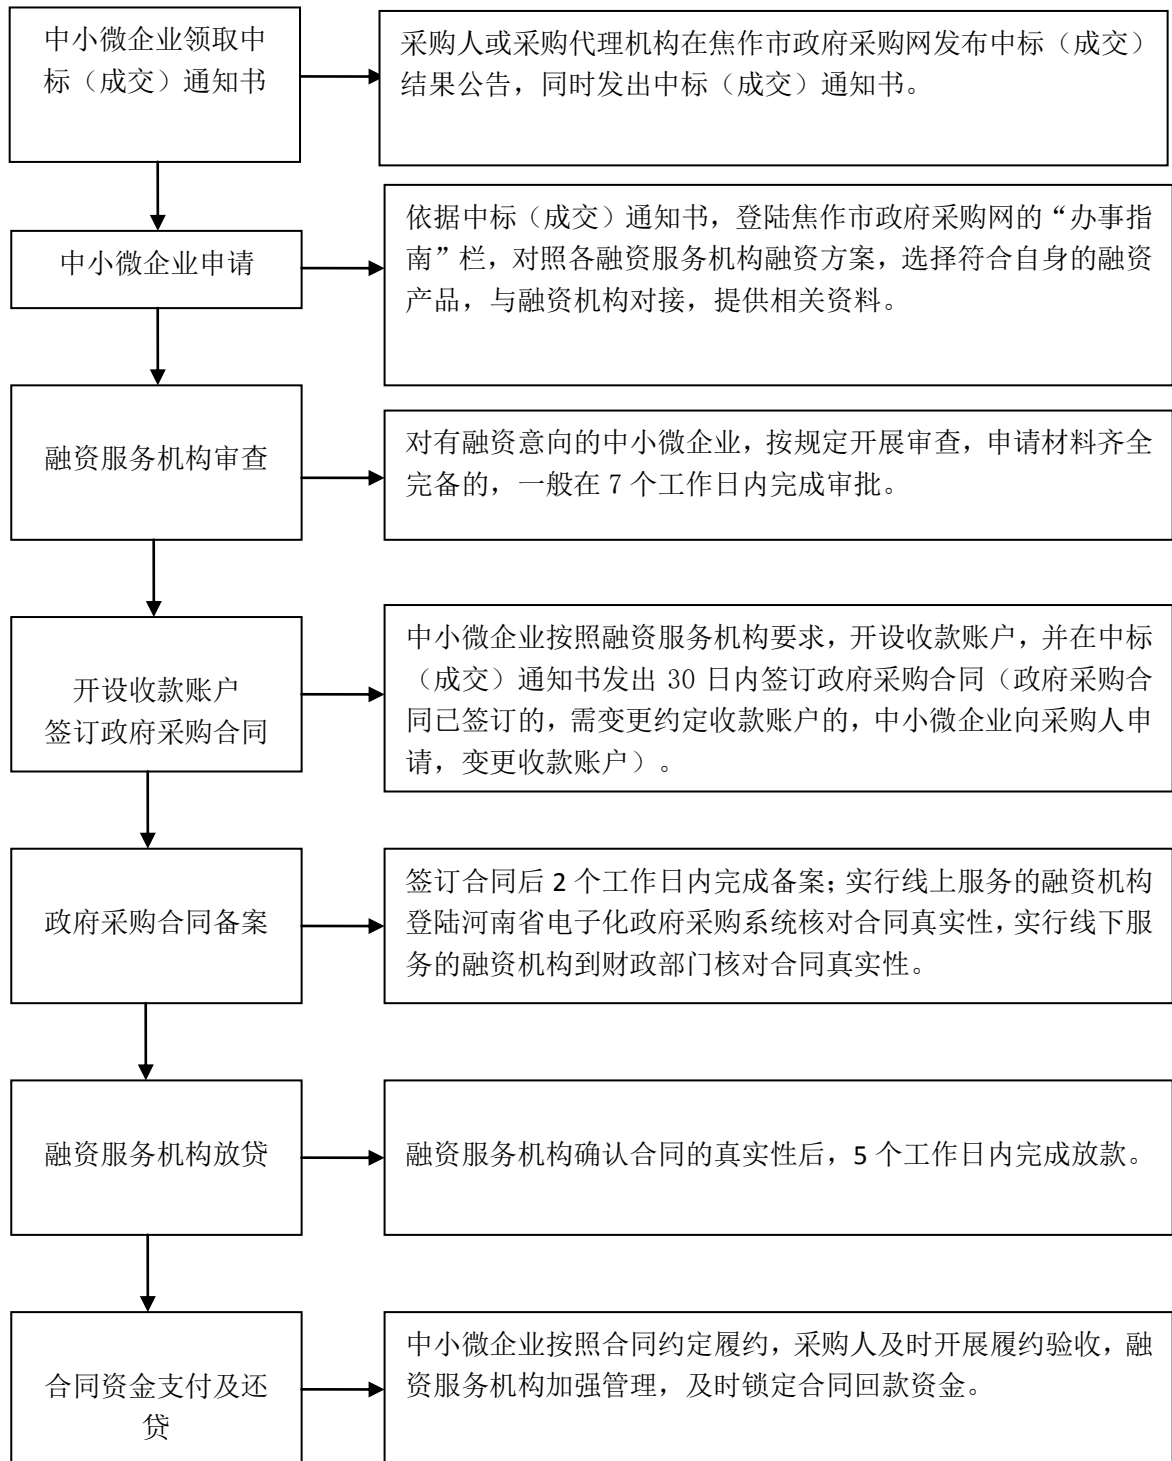 中小微企业领取中
标（成交）通知书
采购人或采购代理机构在焦作市政府采购网发布中标（成交）
结果公告，同时发出中标（成交）通知书。
中小微企业申请
依据中标（成交）通知书，登陆焦作市政府采购网的“办事指
南”栏，对照各融资服务机构融资方案，选择符合自身的融资
产品，与融资机构对接，提供相关资料。
融资服务机构审查
对有融资意向的中小微企业，按规定开展审查，申请材料齐全
完备的，一般在 7 个工作日内完成审批。
开设收款账户
签订政府采购合同
中小微企业按照融资服务机构要求，开设收款账户，并在中标
（成交）通知书发出 30 日内签订政府采购合同（政府采购合
同已签订的，需变更约定收款账户的，中小微企业向采购人申
请，变更收款账户）。
政府采购合同备案
签订合同后 2 个工作日内完成备案；实行线上服务的融资机构
登陆河南省电子化政府采购系统核对合同真实性，实行线下服
务的融资机构到财政部门核对合同真实性。
融资服务机构放贷
融资服务机构确认合同的真实性后，5 个工作日内完成放款。
合同资金支付及还
贷
中小微企业按照合同约定履约，采购人及时开展履约验收，融
资服务机构加强管理，及时锁定合同回款资金。